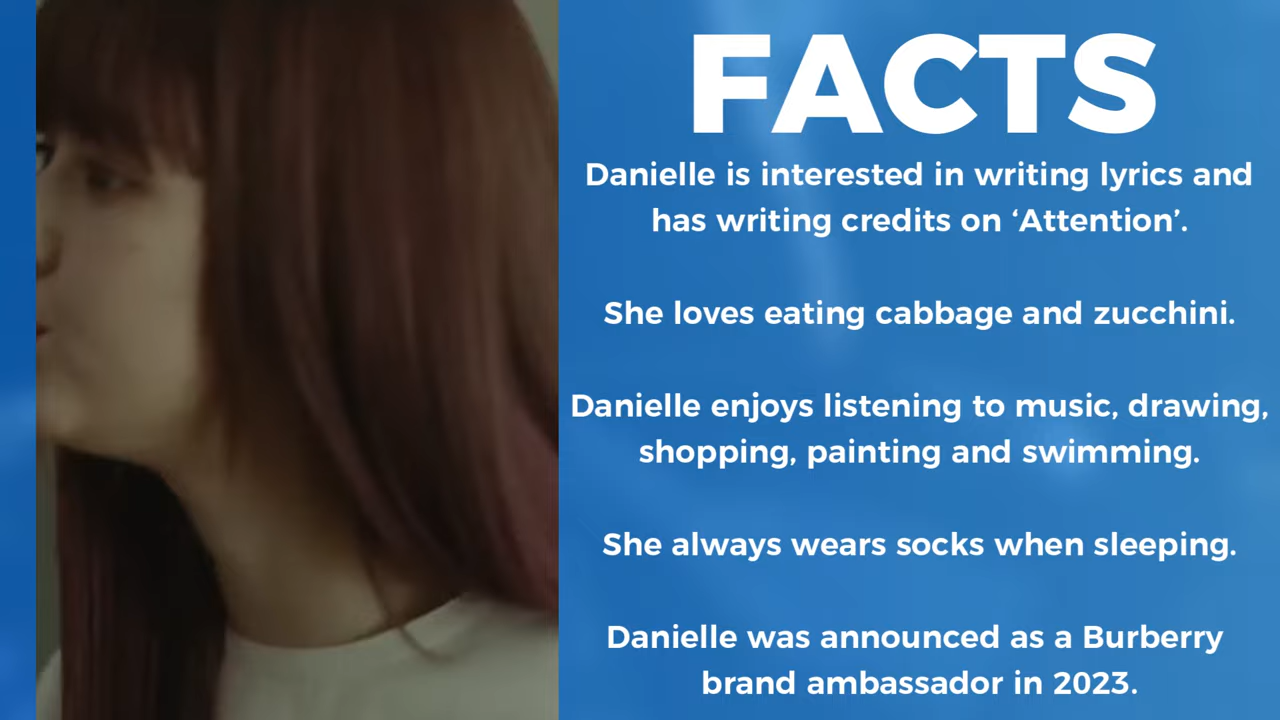 FACTS
Danielle is interested in writing lyrics and
has writing credits on ‘Attention’.
She loves eating cabbage and zucchini.
Danielle enjoys listening to music, drawing,
shopping, painting and swimming.
She always wears socks when sleeping.
Danielle was announced as a Burberry
brand ambassador in 2023.